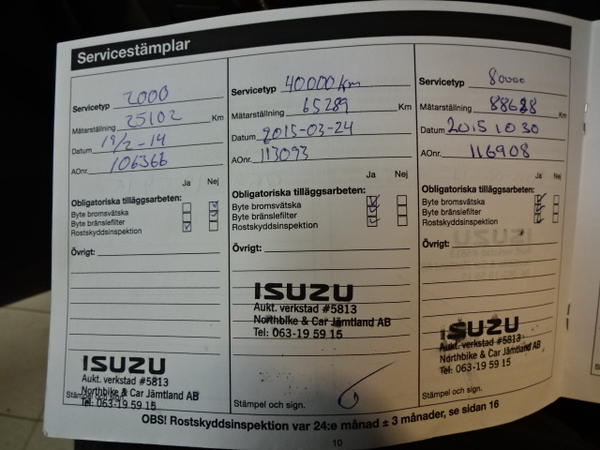 Servicestämplar
Servicetyp 2000
Mätarställning 25102 Km
Datum 19/2-14
AOnr. 106366
Ja Nej
Obligatoriska tilläggsarbeten:
Byte bromsvätska
Byte bränslefilter
Rostskyddsinspektion
Övrigt:
ISUZU
Aukt. verkstad #5813
Northbike & Car Jämtland AB
Tel: 063-19 59 15
Servicetyp 40000 Km
Mätarställning 65289 Km
Datum 2015-03-24
AOnr. 113093
Ja Nej
Obligatoriska tilläggsarbeten:
Byte bromsvätska
Byte bränslefilter
Rostskyddsinspektion
Övrigt:
ISUZU
Aukt. verkstad #5813
Northbike & Car Jämtland AB
Tel: 063-19 59 15
Stämpel och sign.
Servicetyp 80000
Mätarställning 88628 Km
Datum 2015 10 30
AOnr. 116908
Ja Nej
Obligatoriska tilläggsarbeten:
Byte bromsvätska
Byte bränslefilter
Rostskyddsinspektion
Övrigt:
ISUZU
Aukt. verkstad #5813
Northbike & Car Jämtland AB
Tel: 063-19 59 15
Stämpel och sign.
OBS! Rostskyddsinspektion var 24:e månad ± 3 månader, se sidan 16
10